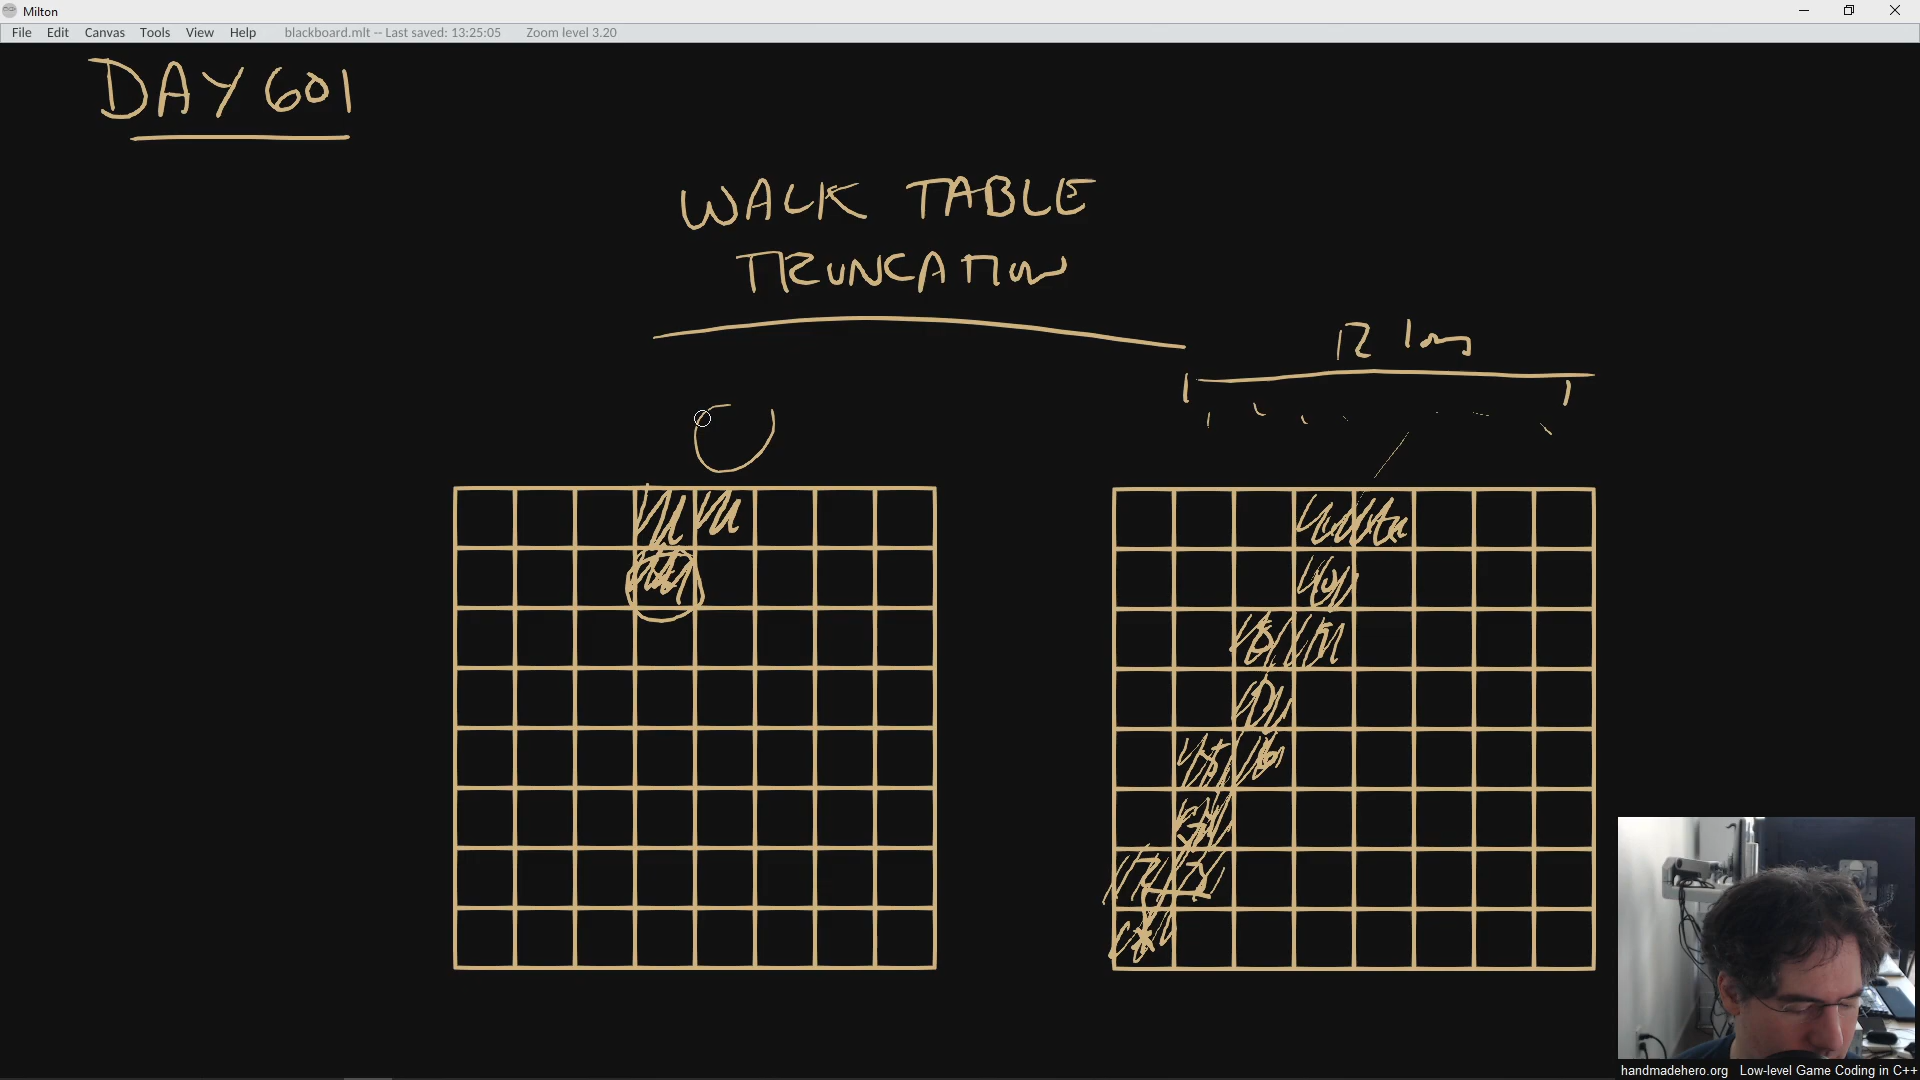 Milton
File Edit Canvas Tools View Help blackboard.mlt -- Last saved: 13:25:05 Zoom level 3.20
DAY 601
WALK TABLE
TRUNCATION
12 long
handmadehero.org Low-level Game Coding in C++